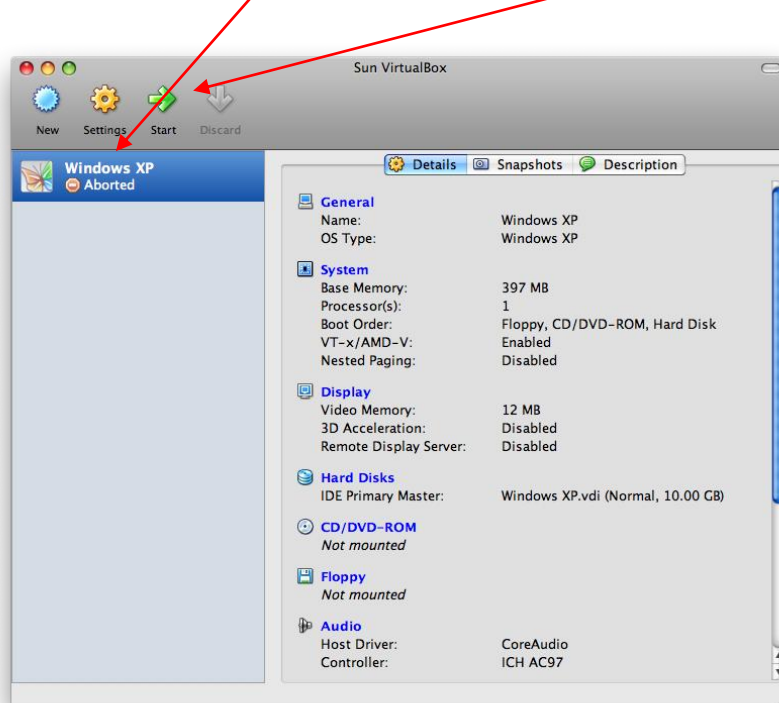 Sun VirtualBox
New Settings Start Discard
Windows XP
Aborted
Details Snapshots Description
General
Name: Windows XP
OS Type: Windows XP
System
Base Memory: 397 MB
Processor(s): 1
Boot Order: Floppy, CD/DVD-ROM, Hard Disk
VT-x/AMD-V: Enabled
Nested Paging: Disabled
Display
Video Memory: 12 MB
3D Acceleration: Disabled
Remote Display Server: Disabled
Hard Disks
IDE Primary Master: Windows XP.vdi (Normal, 10.00 GB)
CD/DVD-ROM
Not mounted
Floppy
Not mounted
Audio
Host Driver: CoreAudio
Controller: ICH AC97